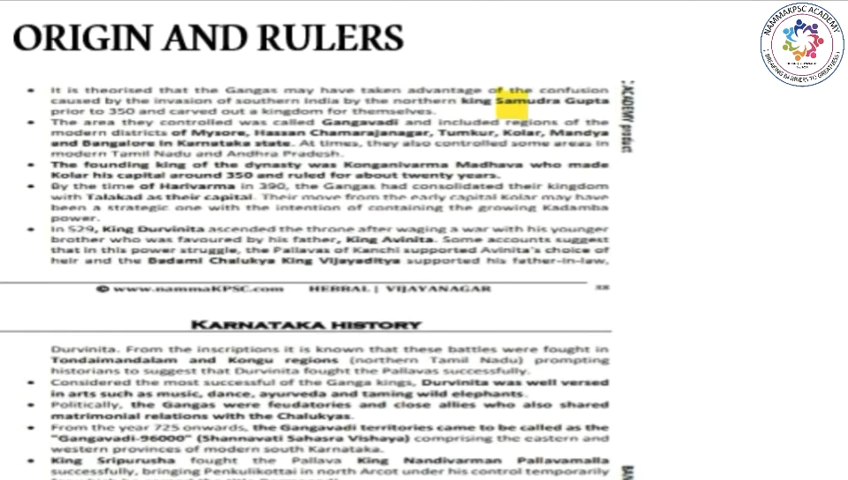 ORIGIN AND RULERS
NAMMAKPSC ACADEMY
• It is theorised that the Gangas may have taken advantage of the confusion
caused by the invasion of southern India by the northern king Samudra Gupta
prior to 350 and carved out a kingdom for themselves.
• The area they controlled was called Gangavadi and included regions of the
modern districts of Mysore, Hassan Chamarajanagar, Tumkur, Kolar, Mandya
and Bangalore in Karnataka state. At times, they also controlled some areas in
modern Tamil Nadu and Andhra Pradesh.
• The founding king of the dynasty was Konganivarma Madhava who made
Kolar his capital around 350 and ruled for about twenty years.
• By the time of Harivarma in 390, the Gangas had consolidated their kingdom
with Talakad as their capital. Their move from the early capital Kolar may have
been a strategic one with the intention of containing the growing Kadamba
power.
• In 529, King Durvinita ascended the throne after waging a war with his younger
brother who was favoured by his father, King Avinita. Some accounts suggest
that in this power struggle, the Pallavas of Kanchi supported Avinita's choice of
heir and the Badami Chalukya King Vijayaditya supported his father-in-law,
ACADEMY product
© www.nammaKPSC.com HEBBAL | VIJAYANAGAR
KARNATAKA HISTORY
Durvinita. From the inscriptions it is known that these battles were fought in
Tondaimandalam and Kongu regions (northern Tamil Nadu) prompting
historians to suggest that Durvinita fought the Pallavas successfully.
• Considered the most successful of the Ganga kings, Durvinita was well versed
in arts such as music, dance, ayurveda and taming wild elephants.
• Politically, the Gangas were feudatories and close allies who also shared
matrimonial relations with the Chalukyas.
• From the year 725 onwards, the Gangavadi territories came to be called as the
"Gangavadi-96000" (Shannavati Sahasra Vishaya) comprising the eastern and
western provinces of modern south Karnataka.
• King Sripurusha fought the Pallava King Nandivarman Pallavamalla
successfully, bringing Penkulikottai in north Arcot under his control temporarily
BAN